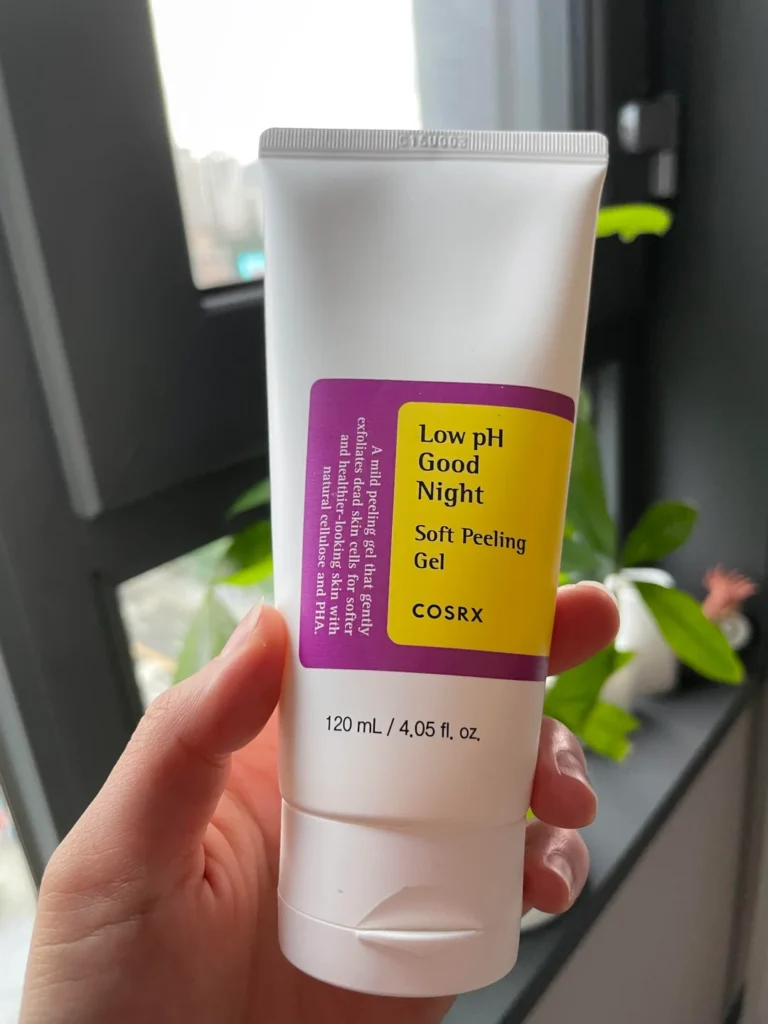 Low pH
Good
Night
Soft Peeling
Gel
COSRX
A mild peeling gel that gently
exfoliates dead skin cells for softer
and healthier-looking skin with
natural cellulose and PHA.
120 mL / 4.05 fl. oz.